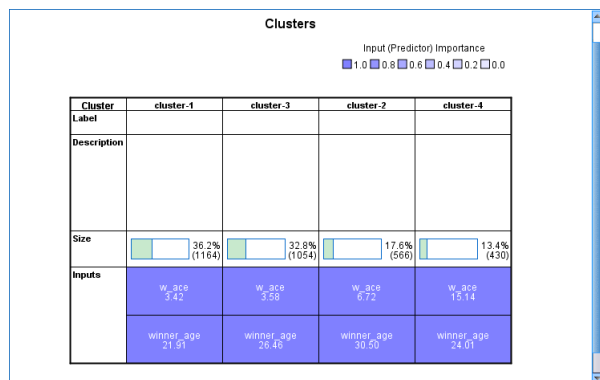 Clusters
Input (Predictor) Importance
1.0 0.8 0.6 0.4 0.2 0.0
Cluster cluster-1 cluster-3 cluster-2 cluster-4
Label
Description
Size
36.2% 32.8% 17.6% 13.4%
(1164) (1054) (566) (430)
Inputs
w_ace w_ace w_ace w_ace
3.42 3.58 6.72 15.14
winner_age winner_age winner_age winner_age
21.91 26.46 30.50 24.01